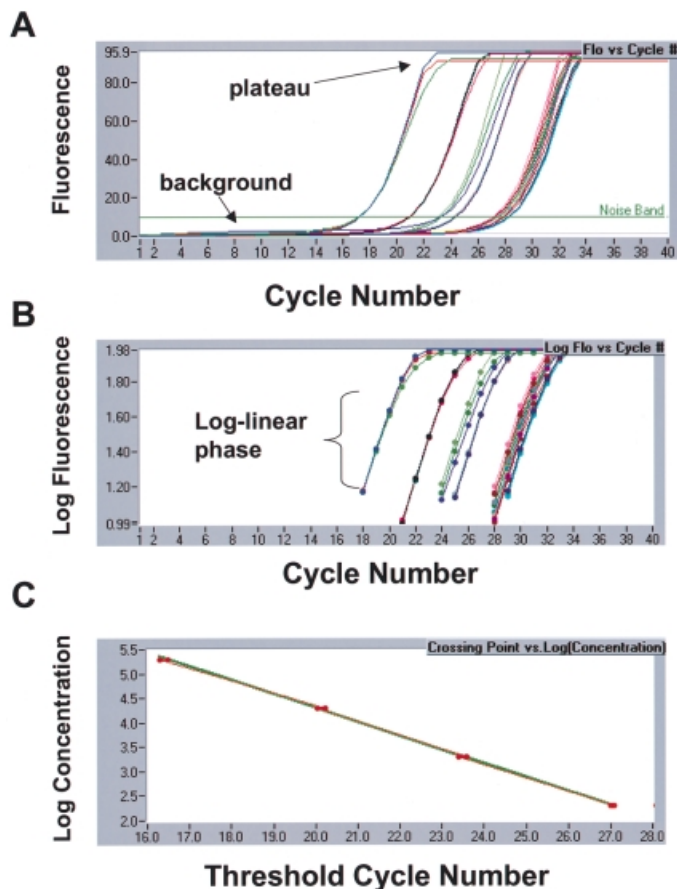 A
Fluorescence
Flo vs Cycle #
95.9
80.0
60.0
40.0
20.0
0.0
plateau
background
Noise Band
1 2 4 6 8 10 12 14 16 18 20 22 24 26 28 30 32 34 36 38 40
Cycle Number
B
Log Fluorescence
Log Flo vs Cycle #
1.98
1.80
1.60
1.40
1.20
0.99
Log-linear
phase
1 2 4 6 8 10 12 14 16 18 20 22 24 26 28 30 32 34 36 38 40
Cycle Number
C
Log Concentration
Crossing Point vs.Log(Concentration)
5.5
5.0
4.5
4.0
3.5
3.0
2.5
2.0
16.0 17.0 18.0 19.0 20.0 21.0 22.0 23.0 24.0 25.0 26.0 27.0 28.0
Threshold Cycle Number